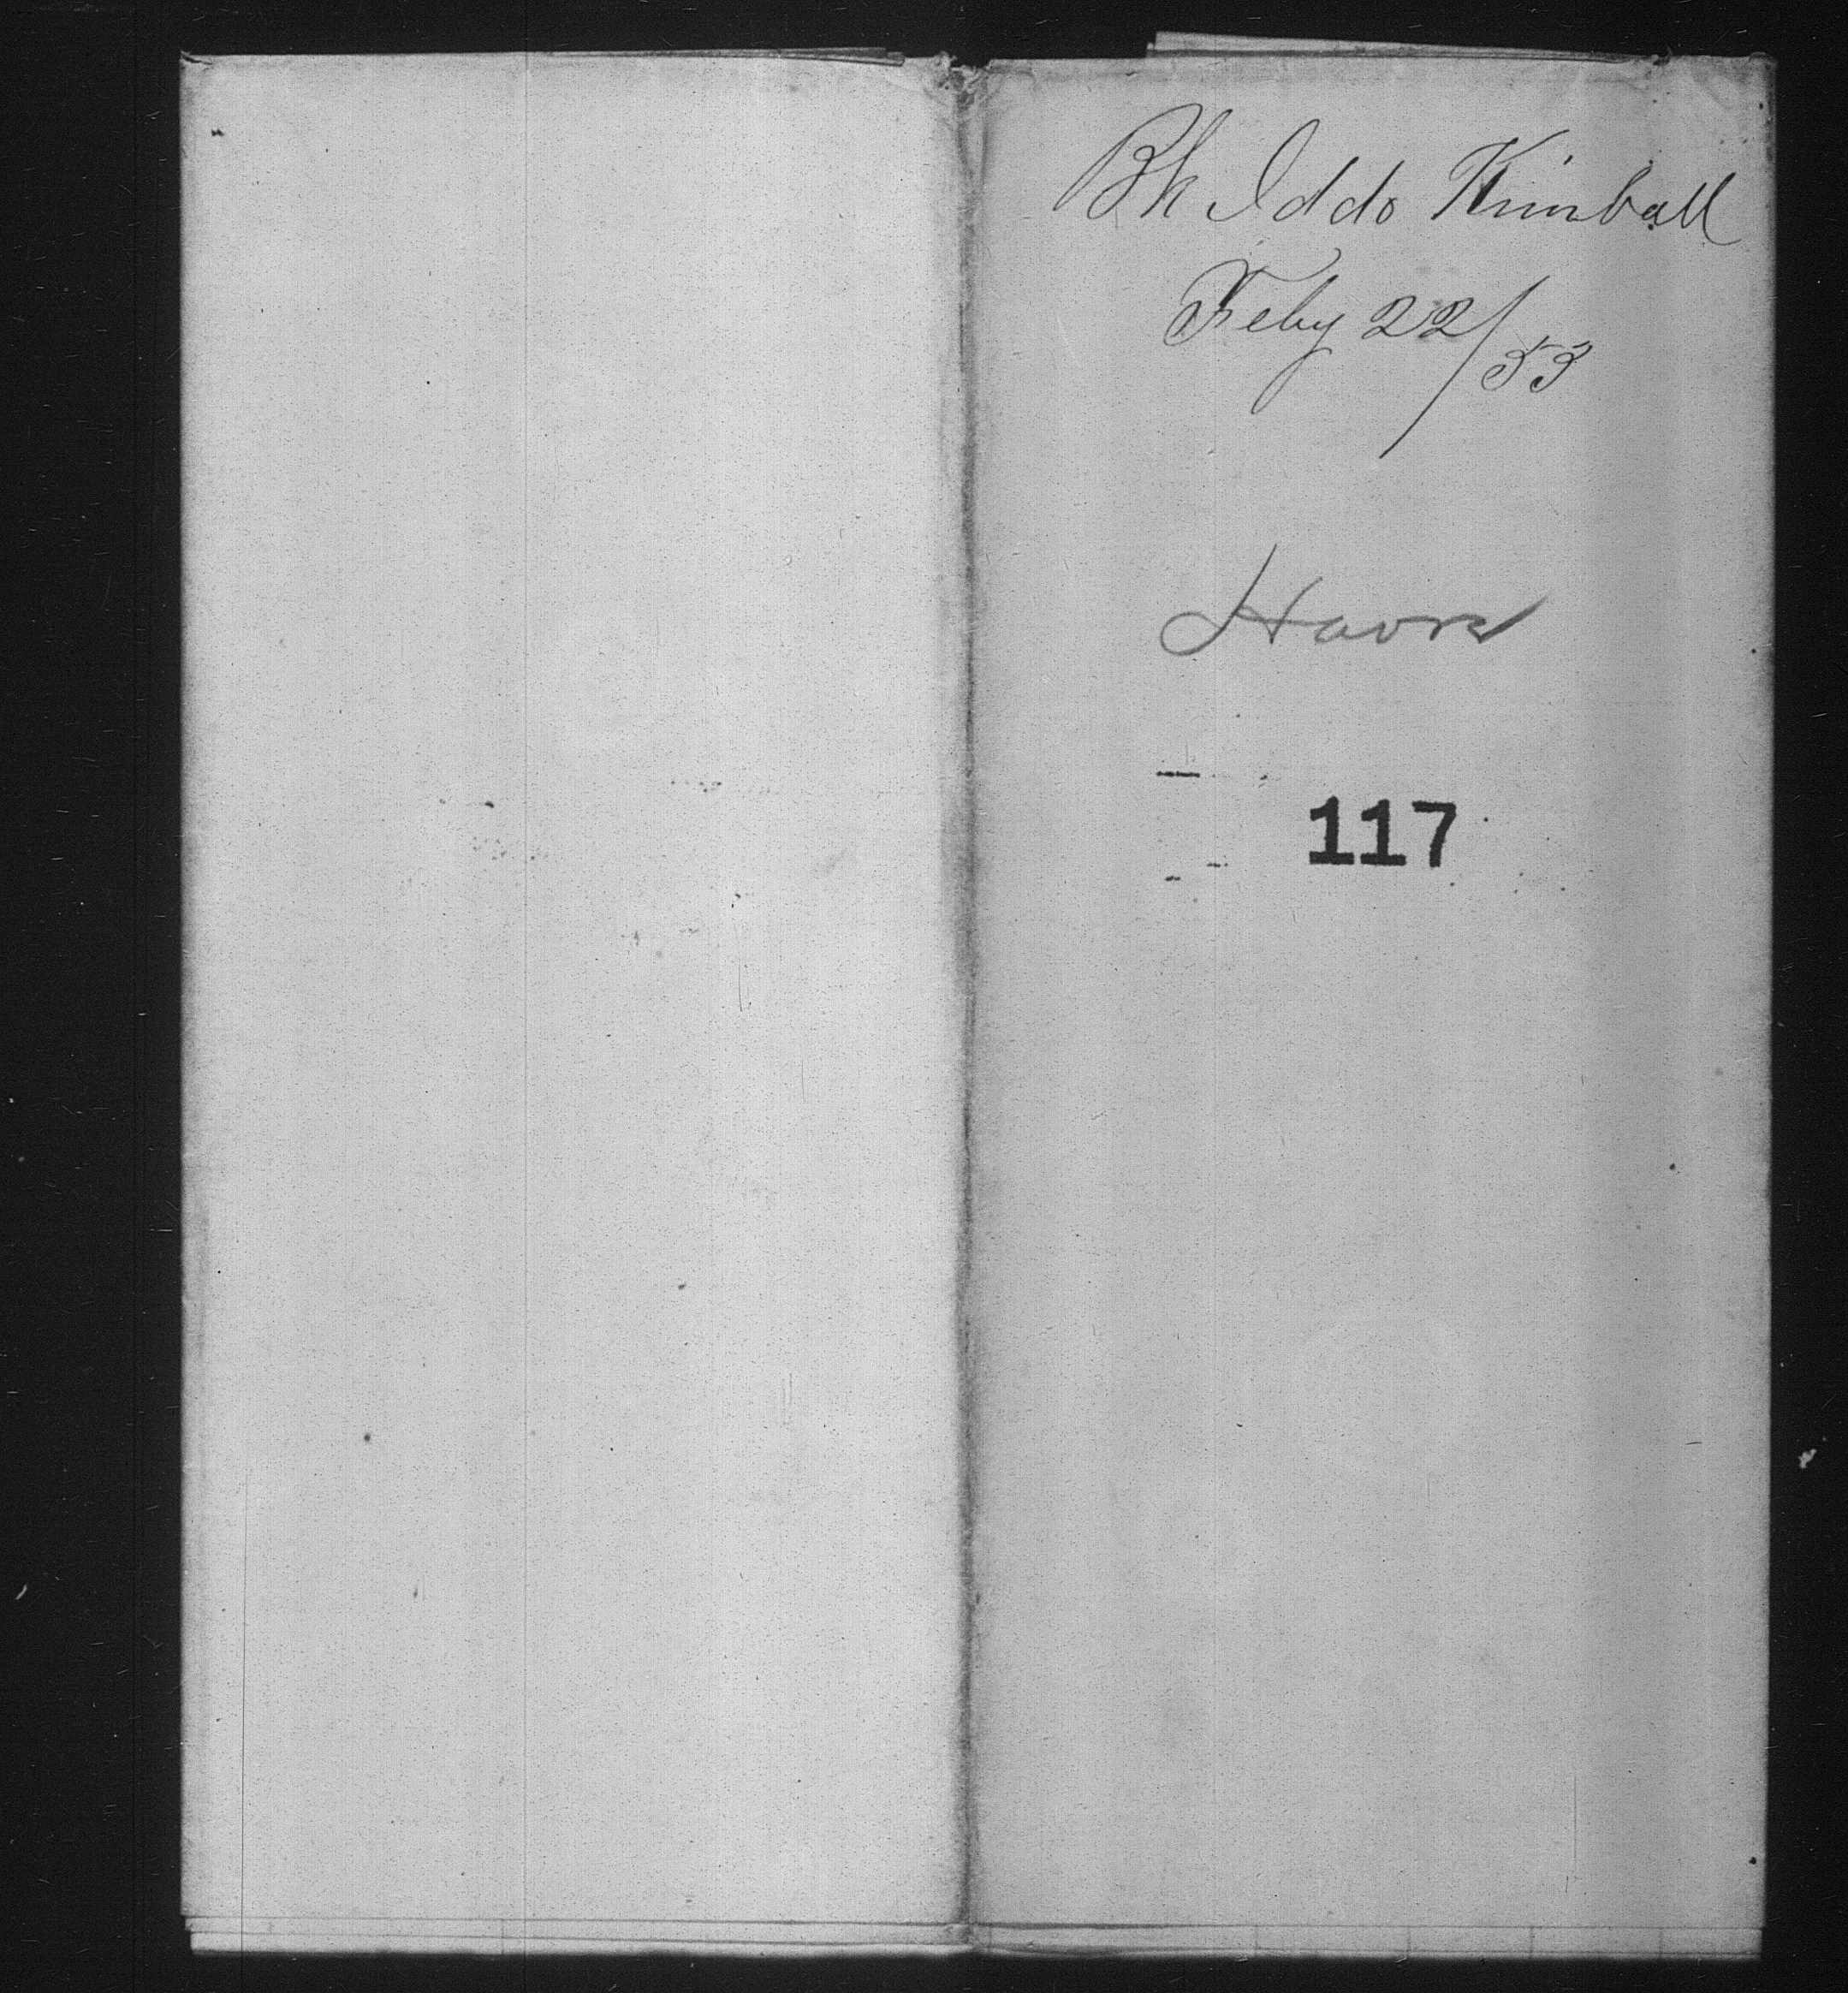 Bk Iddo Kimball
Feby 22/53
Havre
117